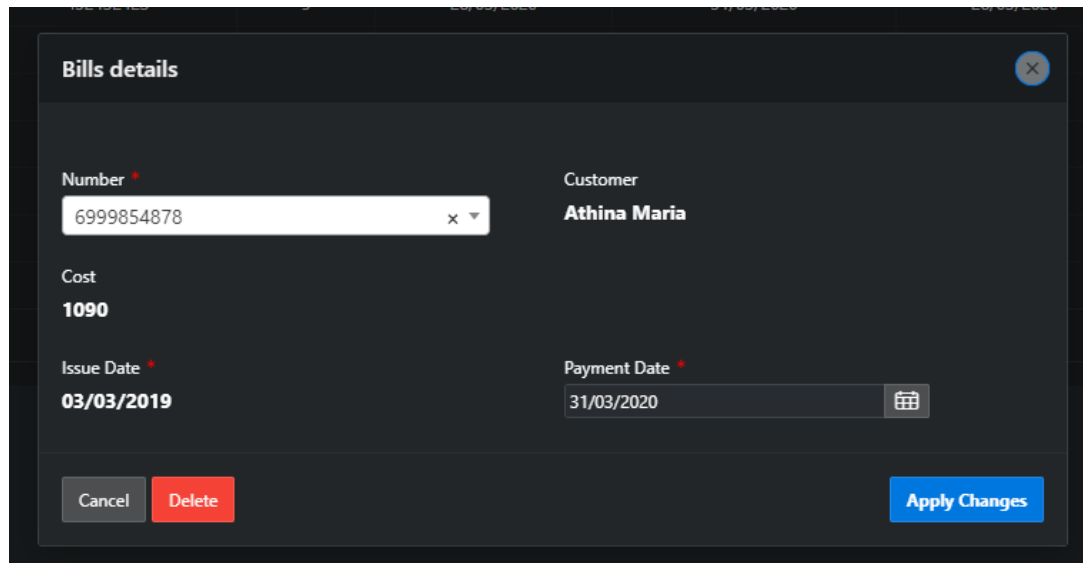 Bills details
Number *
6999854878
Customer
Athina Maria
Cost
1090
Issue Date *
03/03/2019
Payment Date *
31/03/2020
Cancel
Delete
Apply Changes